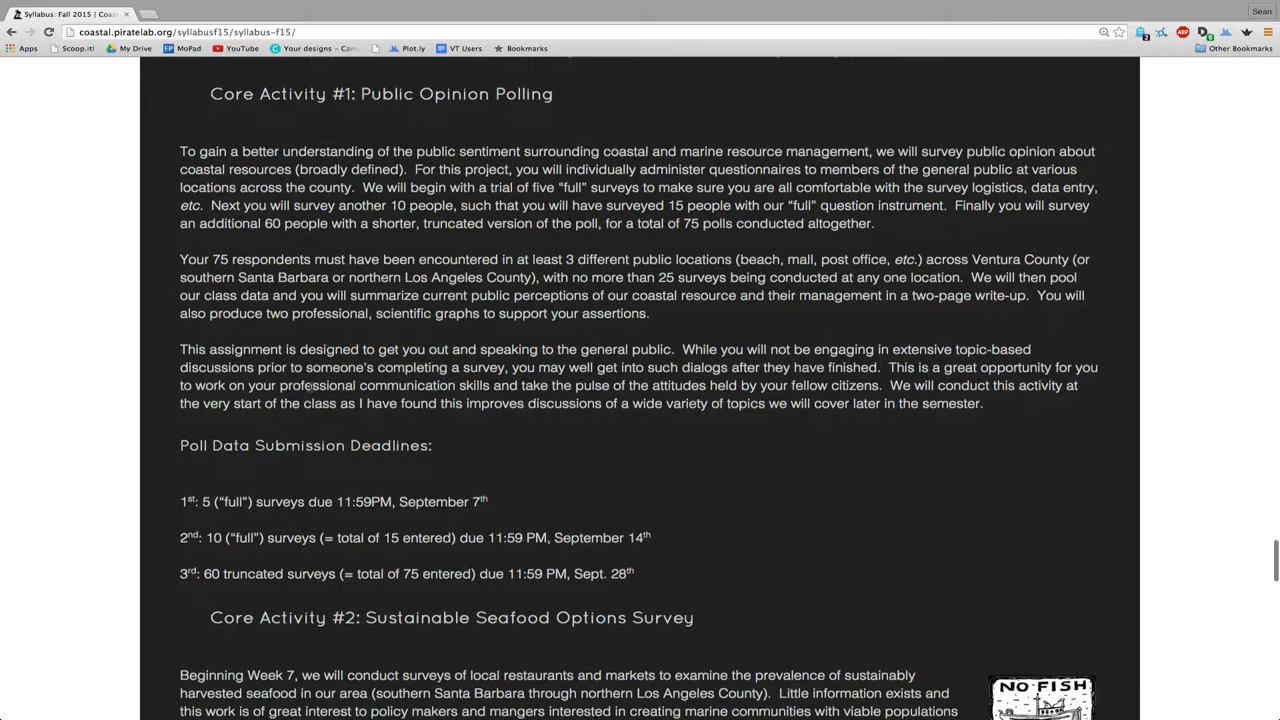 Syllabus: Fall 2015 | Coas
Sean
coastal.piratelab.org/syllabusf15/syllabus-f15/
Apps Scoop.it! My Drive MoPad YouTube Your designs – Can Plot.ly VT Users Bookmarks Other Bookmarks
Core Activity #1: Public Opinion Polling
To gain a better understanding of the public sentiment surrounding coastal and marine resource management, we will survey public opinion about
coastal resources (broadly defined). For this project, you will individually administer questionnaires to members of the general public at various
locations across the county. We will begin with a trial of five “full” surveys to make sure you are all comfortable with the survey logistics, data entry,
etc. Next you will survey another 10 people, such that you will have surveyed 15 people with our “full” question instrument. Finally you will survey
an additional 60 people with a shorter, truncated version of the poll, for a total of 75 polls conducted altogether.
Your 75 respondents must have been encountered in at least 3 different public locations (beach, mall, post office, etc.) across Ventura County (or
southern Santa Barbara or northern Los Angeles County), with no more than 25 surveys being conducted at any one location. We will then pool
our class data and you will summarize current public perceptions of our coastal resource and their management in a two-page write-up. You will
also produce two professional, scientific graphs to support your assertions.
This assignment is designed to get you out and speaking to the general public. While you will not be engaging in extensive topic-based
discussions prior to someone’s completing a survey, you may well get into such dialogs after they have finished. This is a great opportunity for you
to work on your professional communication skills and take the pulse of the attitudes held by your fellow citizens. We will conduct this activity at
the very start of the class as I have found this improves discussions of a wide variety of topics we will cover later in the semester.
Poll Data Submission Deadlines:
1st: 5 (“full”) surveys due 11:59PM, September 7th
2nd: 10 (“full”) surveys (= total of 15 entered) due 11:59 PM, September 14th
3rd: 60 truncated surveys (= total of 75 entered) due 11:59 PM, Sept. 28th
Core Activity #2: Sustainable Seafood Options Survey
Beginning Week 7, we will conduct surveys of local restaurants and markets to examine the prevalence of sustainably
harvested seafood in our area (southern Santa Barbara through northern Los Angeles County). Little information exists and
this work is of great interest to policy makers and mangers interested in creating marine communities with viable populations
NO FISH